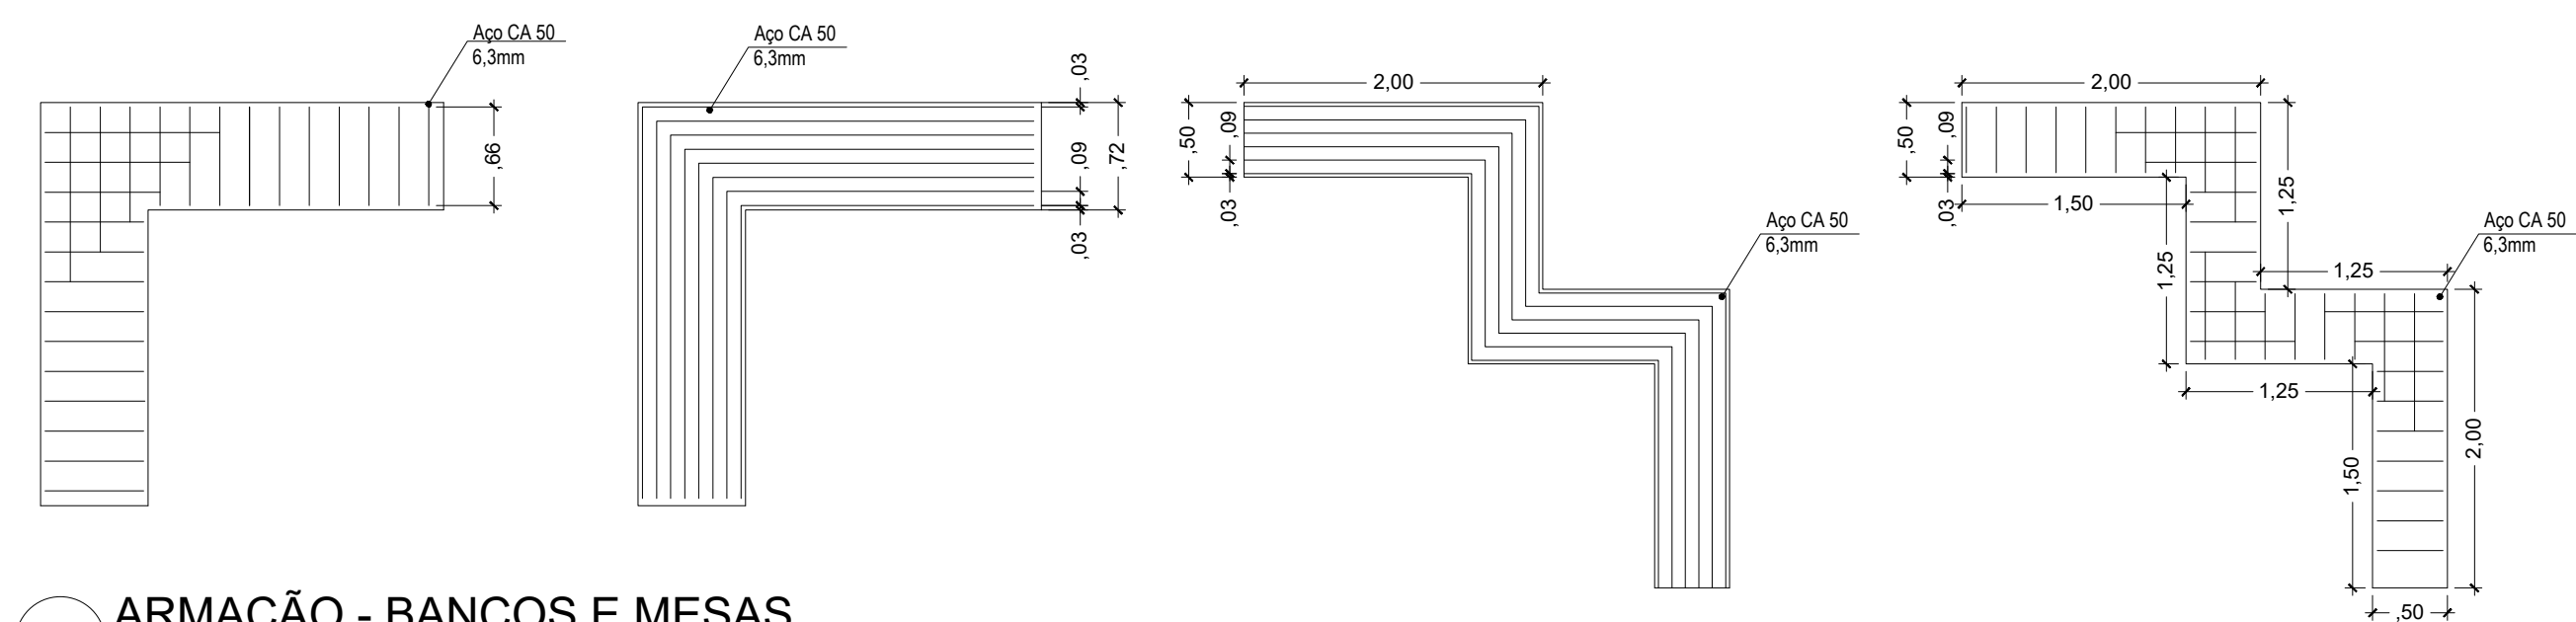 Aço CA 50
6,3mm
,66
Aço CA 50
6,3mm
,03
,09
,72
,03
2,00
,50
,09
,03
Aço CA 50
6,3mm
2,00
,50
,09
,03
1,50
1,25
1,25
1,25
Aço CA 50
6,3mm
1,25
1,50
2,00
,50
ARMAÇÃO - BANCOS E MESAS